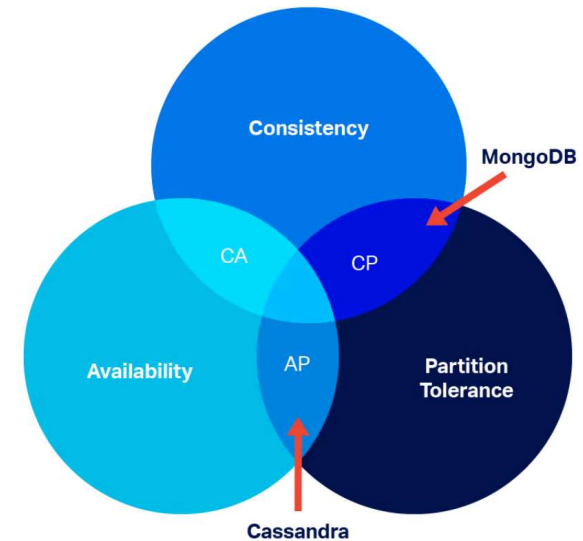 Consistency
MongoDB
CA
CP
Availability
AP
Partition
Tolerance
Cassandra